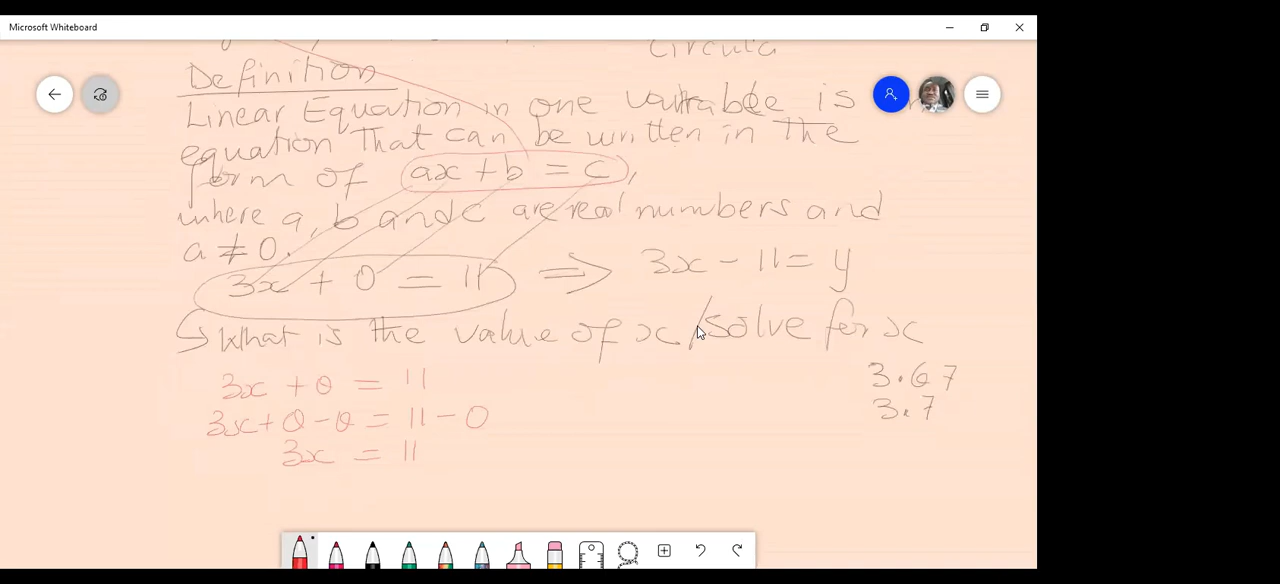 Microsoft Whiteboard
Circula
Definition
Linear Equation in one variable is
equation that can be written in the
form of ax + b = c,
where a, b and c are real numbers and
a ≠ 0.
3x + 0 = 11 ⇒ 3x - 11 = y
What is the value of x/solve for x
3x + 0 = 11
3x + 0 - 0 = 11 - 0
3x = 11
3.67
3.7